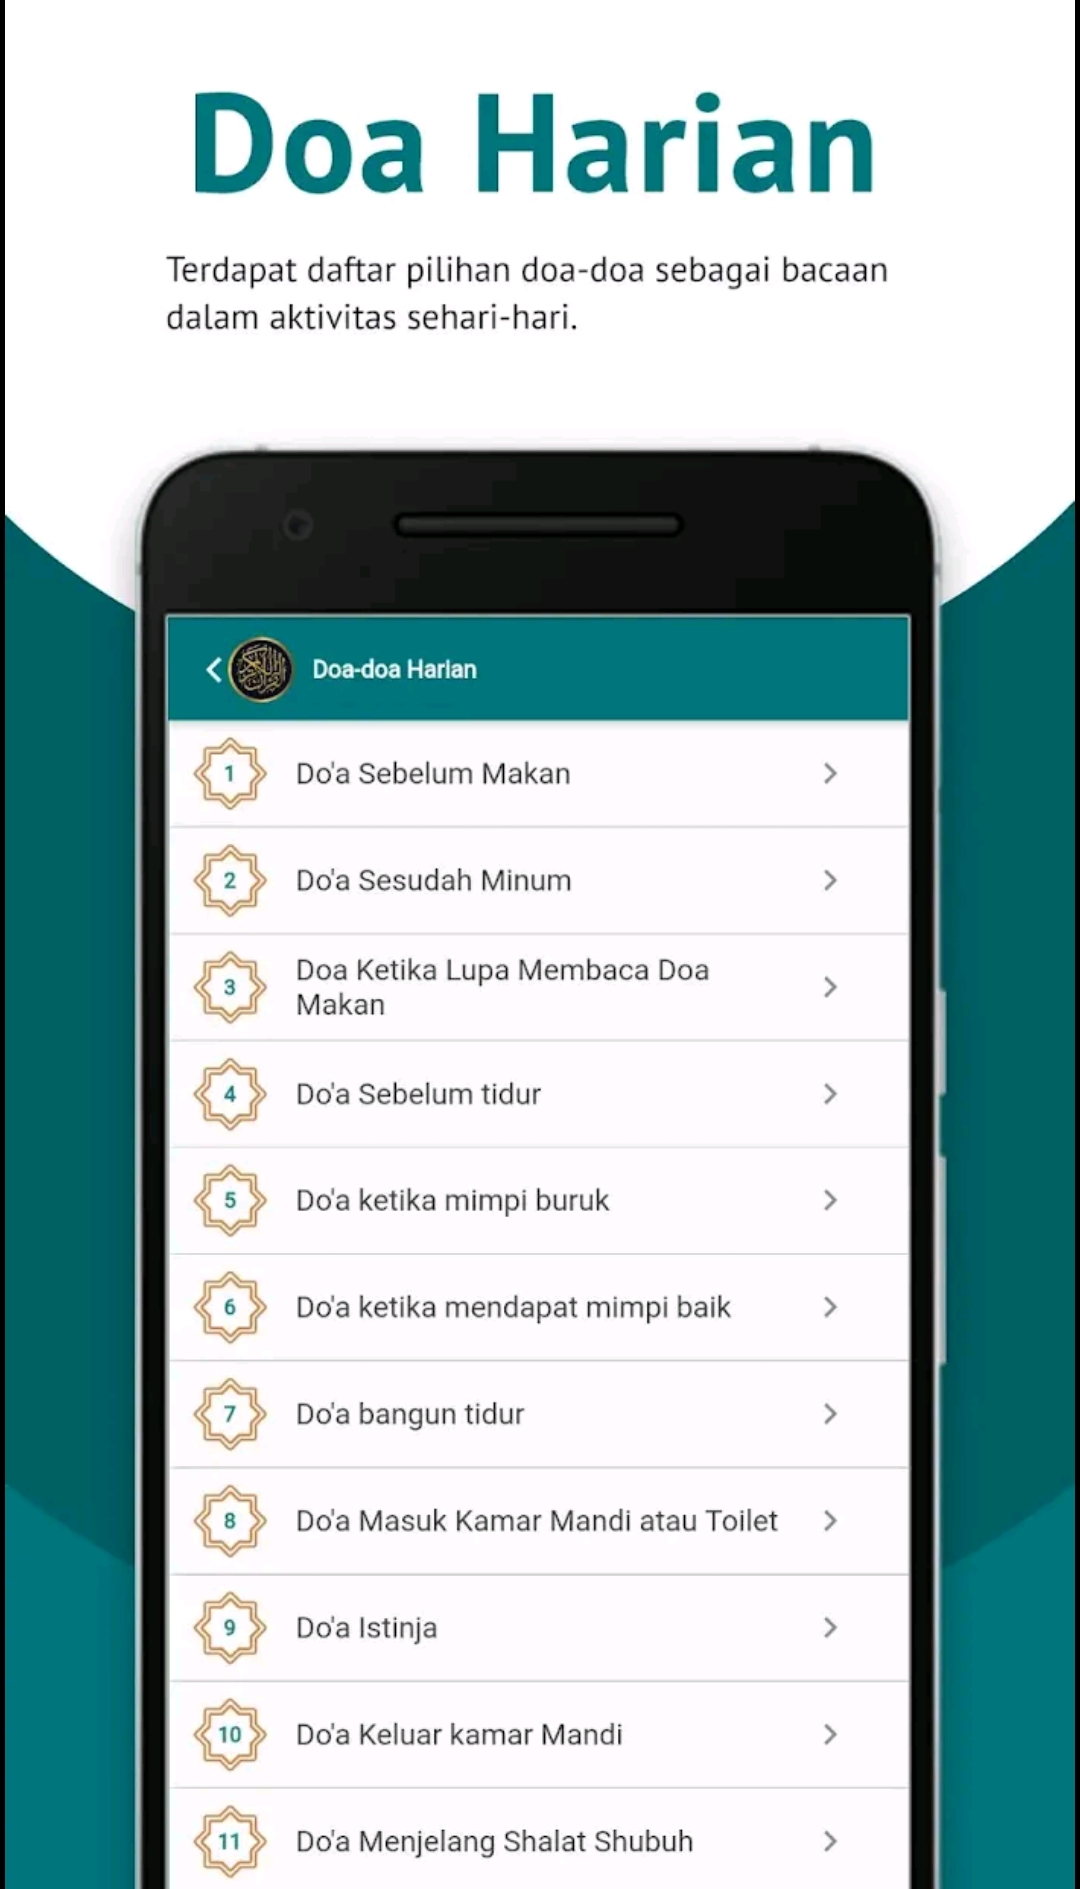 Doa Harian
Terdapat daftar pilihan doa-doa sebagai bacaan
dalam aktivitas sehari-hari.
Doa-doa Harian
1 Do'a Sebelum Makan
2 Do'a Sesudah Minum
3 Doa Ketika Lupa Membaca Doa
Makan
4 Do'a Sebelum tidur
5 Do'a ketika mimpi buruk
6 Do'a ketika mendapat mimpi baik
7 Do'a bangun tidur
8 Do'a Masuk Kamar Mandi atau Toilet
9 Do'a Istinja
10 Do'a Keluar kamar Mandi
11 Do'a Menjelang Shalat Shubuh